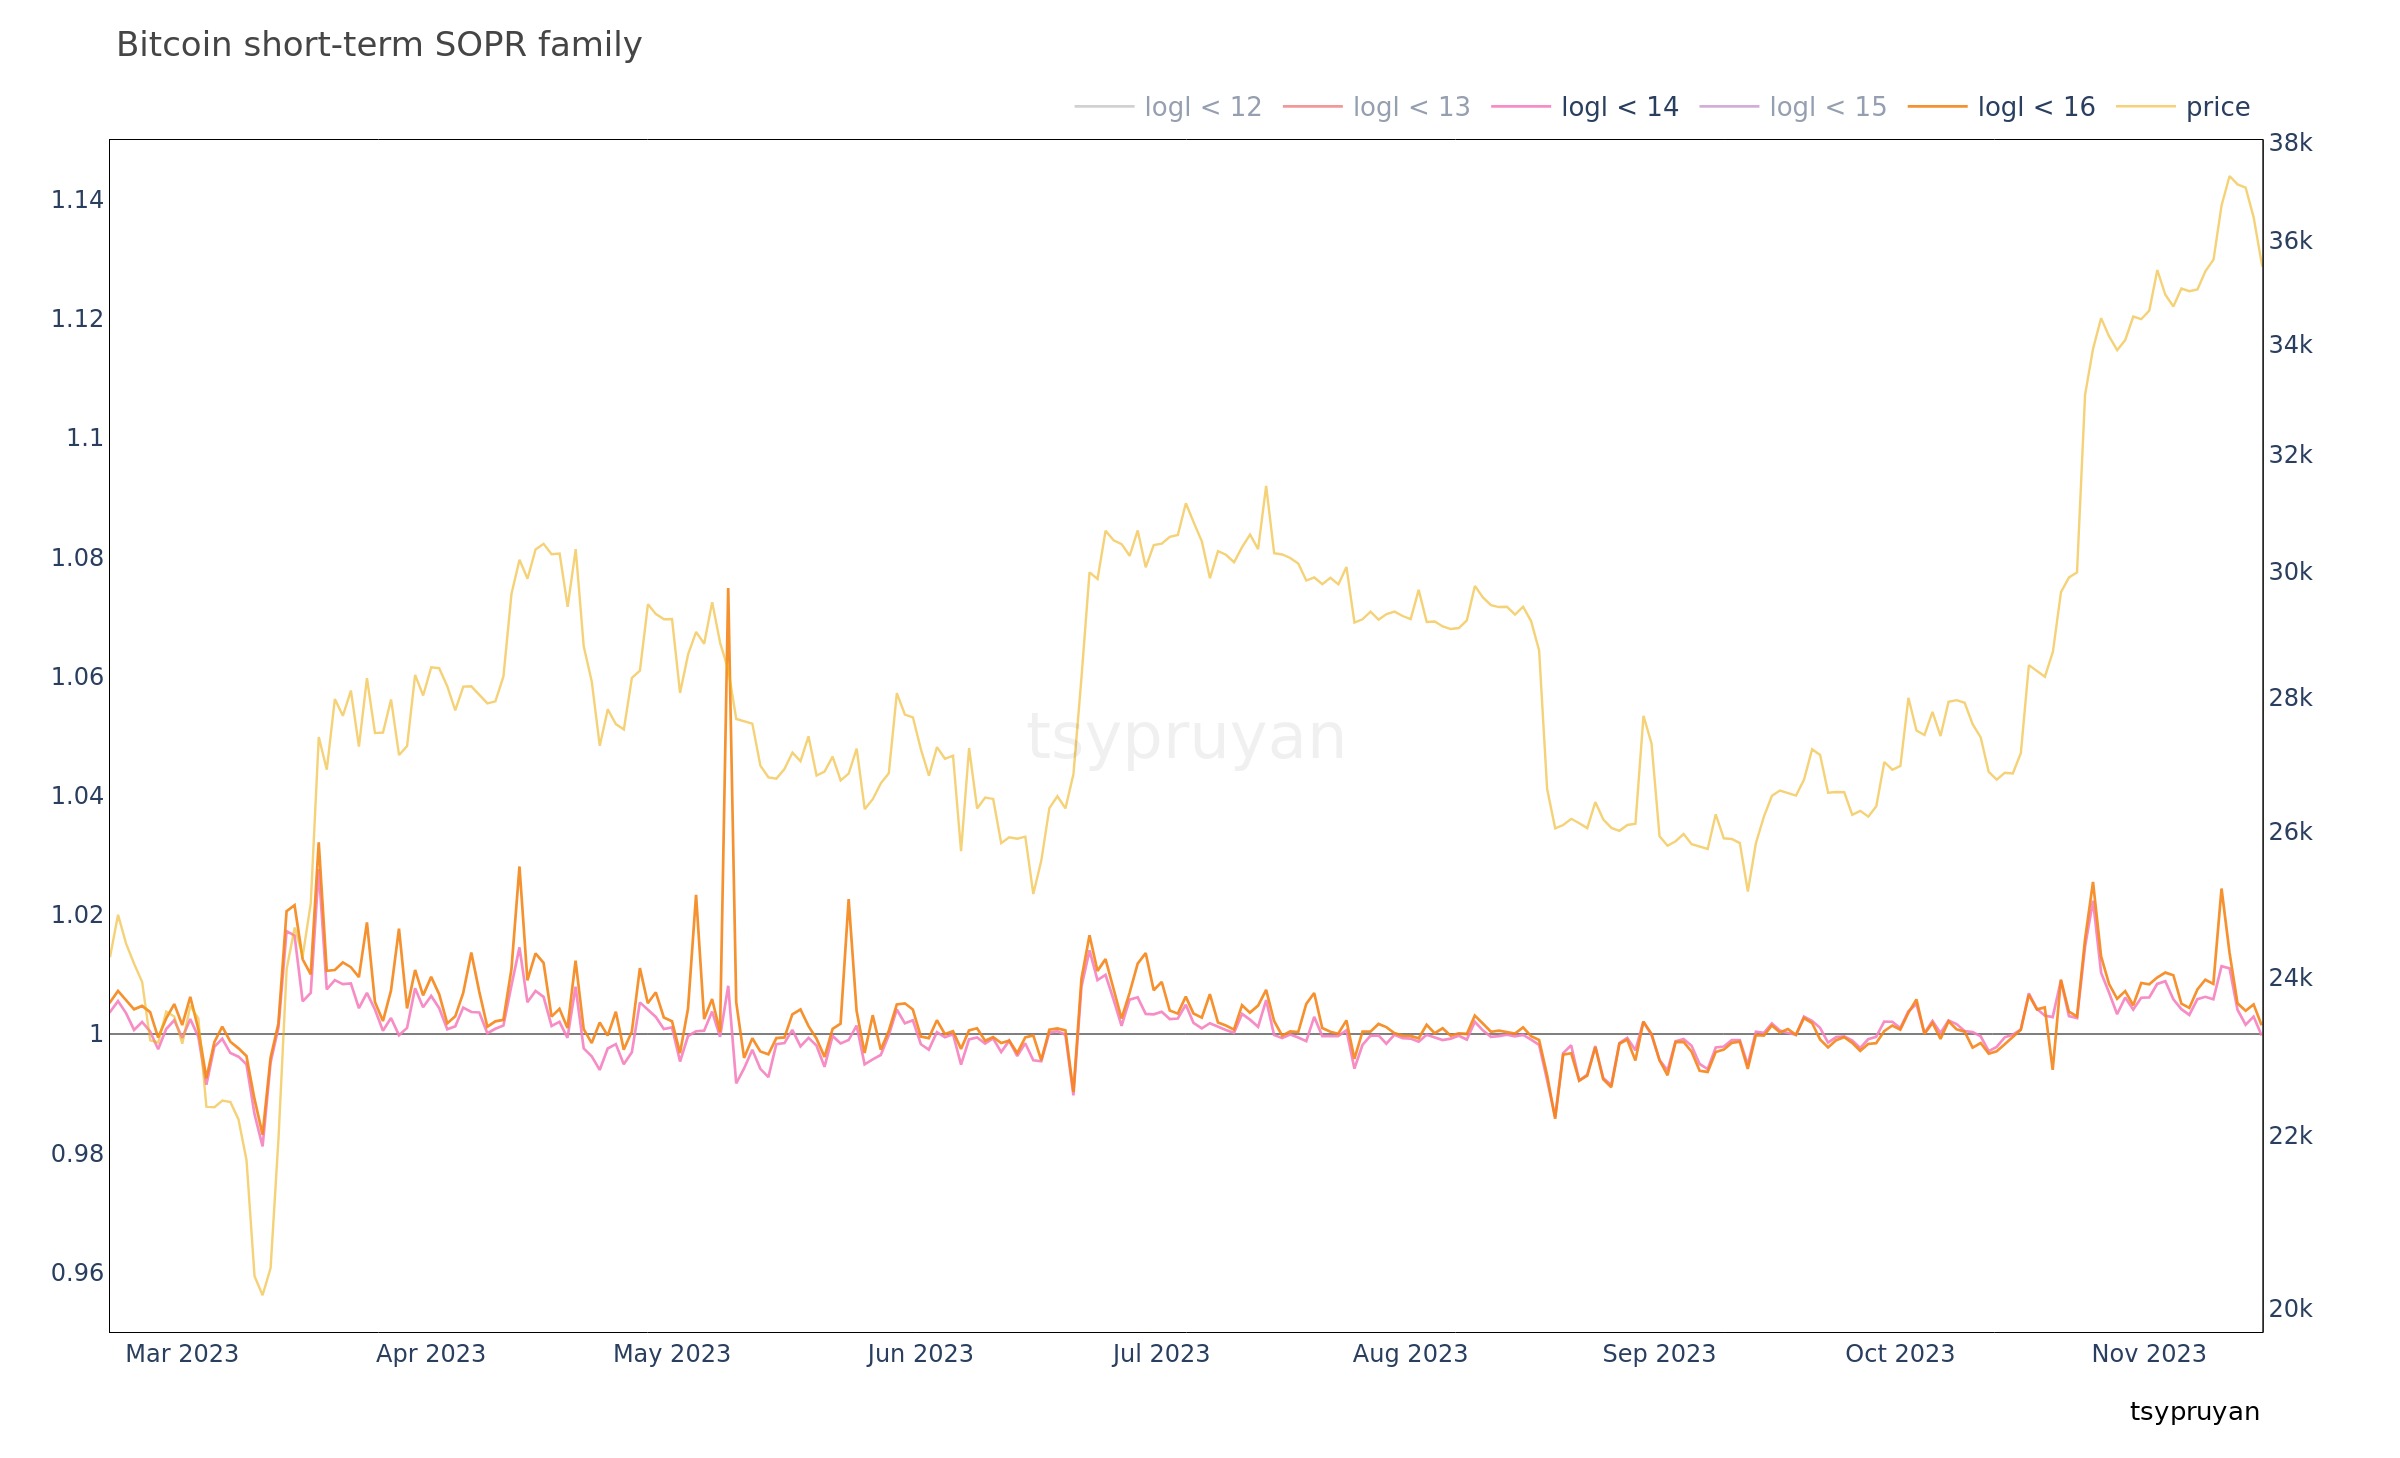 Bitcoin short-term SOPR family
logl < 12 logl < 13 logl < 14 logl < 15 logl < 16 price
38k
1.14
36k
34k
1.12
32k
1.1
30k
1.08
28k
1.06
tsypruyan
26k
1.04
24k
1.02
1
22k
0.98
20k
0.96
Mar 2023 Apr 2023 May 2023 Jun 2023 Jul 2023 Aug 2023 Sep 2023 Oct 2023 Nov 2023
tsypruyan